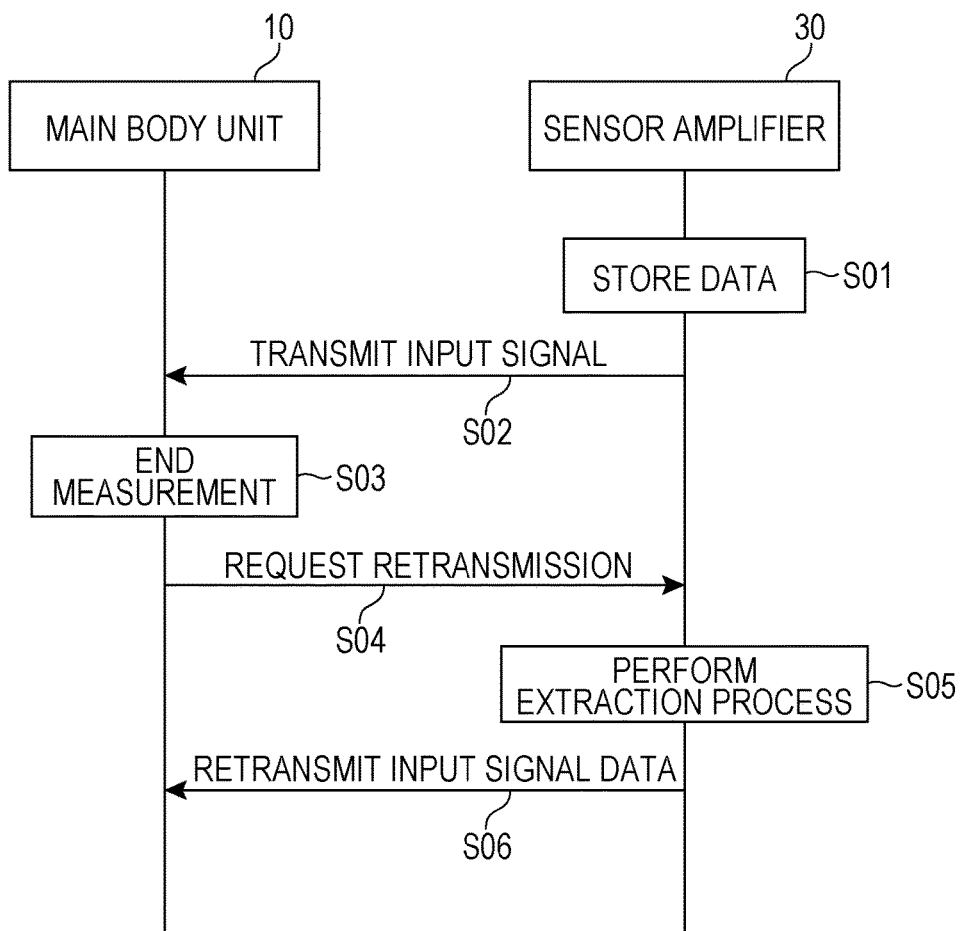 10
30
MAIN BODY UNIT
SENSOR AMPLIFIER
STORE DATA
S01
TRANSMIT INPUT SIGNAL
S02
END
MEASUREMENT
S03
REQUEST RETRANSMISSION
S04
PERFORM
EXTRACTION PROCESS
S05
RETRANSMIT INPUT SIGNAL DATA
S06